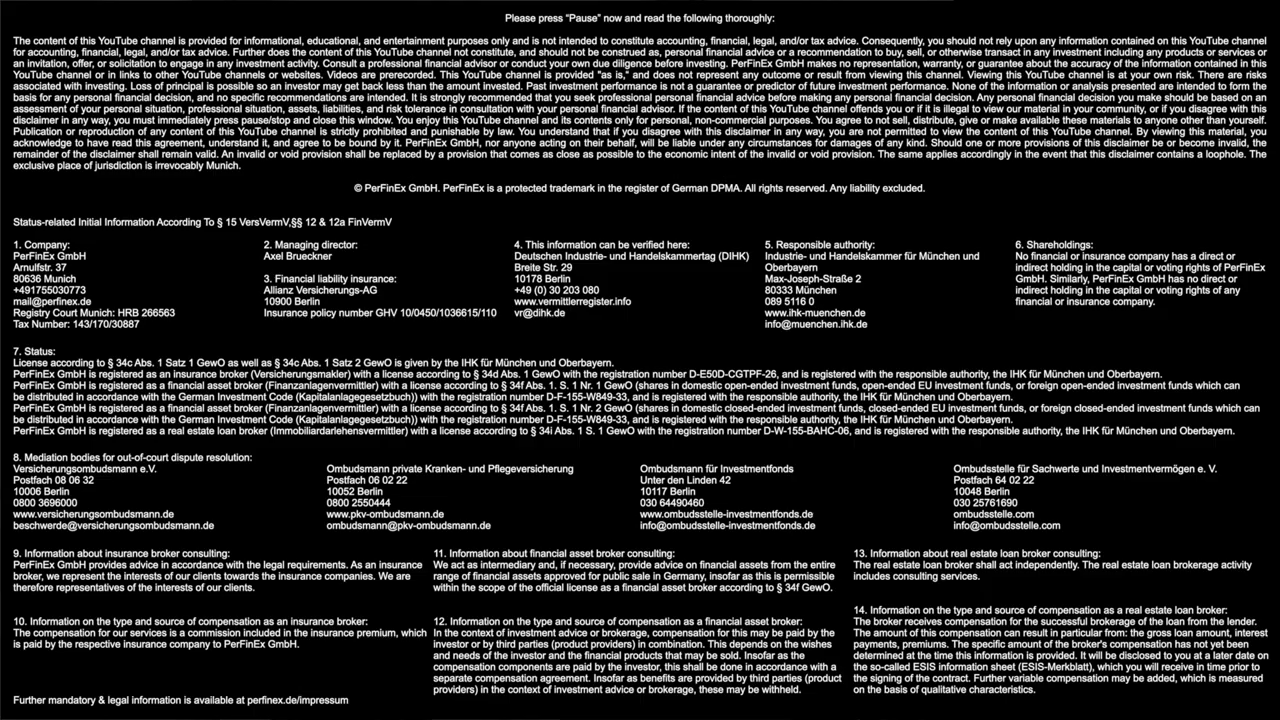 Please press "Pause" now and read the following thoroughly:
The content of this YouTube channel is provided for informational, educational, and entertainment purposes only and is not intended to constitute accounting, financial, legal, and/or tax advice. Consequently, you should not rely upon any information contained on this YouTube channel
for accounting, financial, legal, and/or tax advice. Further does the content of this YouTube channel not constitute, and should not be construed as, personal financial advice or a recommendation to buy, sell, or otherwise transact in any investment including any products or services or
an invitation, offer, or solicitation to engage in any investment activity. Consult a professional financial advisor or conduct your own due diligence before investing. PerFinEx GmbH makes no representation, warranty, or guarantee about the accuracy of the information contained in this
YouTube channel or in links to other YouTube channels or websites. Videos are prerecorded. This YouTube channel is provided "as is," and does not represent any outcome or result from viewing this channel. Viewing this YouTube channel is at your own risk. There are risks
associated with investing. Loss of principal is possible so an investor may get back less than the amount invested. Past investment performance is not a guarantee or predictor of future investment performance. None of the information or analysis presented are intended to form the
basis for any personal financial decision, and no specific recommendations are intended. It is strongly recommended that you seek professional personal financial advice before making any personal financial decision. Any personal financial decision you make should be based on an
assessment of your personal situation, professional situation, assets, liabilities, and risk tolerance in consultation with your personal financial advisor. If the content of this YouTube channel offends you or if it is illegal to view our material in your community, or if you disagree with this
disclaimer in any way, you must immediately press pause/stop and close this window. You enjoy this YouTube channel and its contents only for personal, non-commercial purposes. You agree to not sell, distribute, give or make available these materials to anyone other than yourself.
Publication or reproduction of any content of this YouTube channel is strictly prohibited and punishable by law. You understand that if you disagree with this disclaimer in any way, you are not permitted to view the content of this YouTube channel. By viewing this material, you
acknowledge to have read this agreement, understand it, and agree to be bound by it. PerFinEx GmbH, nor anyone acting on their behalf, will be liable under any circumstances for damages of any kind. Should one or more provisions of this disclaimer be or become invalid, the
remainder of the disclaimer shall remain valid. An invalid or void provision shall be replaced by a provision that comes as close as possible to the economic intent of the invalid or void provision. The same applies accordingly in the event that this disclaimer contains a loophole. The
exclusive place of jurisdiction is irrevocably Munich.
© PerFinEx GmbH. PerFinEx is a protected trademark in the register of German DPMA. All rights reserved. Any liability excluded.
Status-related Initial Information According To § 15 VersVermV,§§ 12 & 12a FinVermV
1. Company:
PerFinEx GmbH
Arnulfstr. 37
80636 Munich
+491755030773
mail@perfinex.de
Registry Court Munich: HRB 266563
Tax Number: 143/170/30887
2. Managing director:
Axel Brueckner
3. Financial liability insurance:
Allianz Versicherungs-AG
10900 Berlin
Insurance policy number GHV 10/0450/1036615/110
4. This information can be verified here:
Deutschen Industrie- und Handelskammertag (DIHK)
Breite Str. 29
10178 Berlin
+49 (0) 30 203 080
www.vermittlerregister.info
vr@dihk.de
5. Responsible authority:
Industrie- und Handelskammer für München und
Oberbayern
Max-Joseph-Straße 2
80333 München
089 5116 0
www.ihk-muenchen.de
info@muenchen.ihk.de
6. Shareholdings:
No financial or insurance company has a direct or
indirect holding in the capital or voting rights of PerFinEx
GmbH. Similarly, PerFinEx GmbH has no direct or
indirect holding in the capital or voting rights of any
financial or insurance company.
7. Status:
License according to § 34c Abs. 1 Satz 1 GewO as well as § 34c Abs. 1 Satz 2 GewO is given by the IHK für München und Oberbayern.
PerFinEx GmbH is registered as an insurance broker (Versicherungsmakler) with a license according to § 34d Abs. 1 GewO with the registration number D-E50D-CGTPF-26, and is registered with the responsible authority, the IHK für München und Oberbayern.
PerFinEx GmbH is registered as a financial asset broker (Finanzanlagenvermittler) with a license according to § 34f Abs. 1. S. 1 Nr. 1 GewO (shares in domestic open-ended investment funds, open-ended EU investment funds, or foreign open-ended investment funds which can
be distributed in accordance with the German Investment Code (Kapitalanlagegesetzbuch)) with the registration number D-F-155-W849-33, and is registered with the responsible authority, the IHK für München und Oberbayern.
PerFinEx GmbH is registered as a financial asset broker (Finanzanlagenvermittler) with a license according to § 34f Abs. 1. S. 1 Nr. 2 GewO (shares in domestic closed-ended investment funds, closed-ended EU investment funds, or foreign closed-ended investment funds which can
be distributed in accordance with the German Investment Code (Kapitalanlagegesetzbuch)) with the registration number D-F-155-W849-33, and is registered with the responsible authority, the IHK für München und Oberbayern.
PerFinEx GmbH is registered as a real estate loan broker (Immobiliardarlehensvermittler) with a license according to § 34i Abs. 1 S. 1 GewO with the registration number D-W-155-BAHC-06, and is registered with the responsible authority, the IHK für München und Oberbayern.
8. Mediation bodies for out-of-court dispute resolution:
Versicherungsombudsmann e.V.
Postfach 08 06 32
10006 Berlin
0800 3696000
www.versicherungsombudsmann.de
beschwerde@versicherungsombudsmann.de
Ombudsmann private Kranken- und Pflegeversicherung
Postfach 06 02 22
10052 Berlin
0800 2550444
www.pkv-ombudsmann.de
ombudsmann@pkv-ombudsmann.de
Ombudsmann für Investmentfonds
Unter den Linden 42
10117 Berlin
030 64490460
www.ombudsstelle-investmentfonds.de
info@ombudsstelle-investmentfonds.de
Ombudsstelle für Sachwerte und Investmentvermögen e. V.
Postfach 64 02 22
10048 Berlin
030 25761690
ombudsstelle.com
info@ombudsstelle.com
9. Information about insurance broker consulting:
PerFinEx GmbH provides advice in accordance with the legal requirements. As an insurance
broker, we represent the interests of our clients towards the insurance companies. We are
therefore representatives of the interests of our clients.
10. Information on the type and source of compensation as an insurance broker:
The compensation for our services is a commission included in the insurance premium, which
is paid by the respective insurance company to PerFinEx GmbH.
11. Information about financial asset broker consulting:
We act as intermediary and, if necessary, provide advice on financial assets from the entire
range of financial assets approved for public sale in Germany, insofar as this is permissible
within the scope of the official license as a financial asset broker according to § 34f GewO.
12. Information on the type and source of compensation as a financial asset broker:
In the context of investment advice or brokerage, compensation for this may be paid by the
investor or by third parties (product providers) in combination. This depends on the wishes
and needs of the investor and the financial products that may be sold. Insofar as the
compensation components are paid by the investor, this shall be done in accordance with a
separate compensation agreement. Insofar as benefits are provided by third parties (product
providers) in the context of investment advice or brokerage, these may be withheld.
13. Information about real estate loan broker consulting:
The real estate loan broker shall act independently. The real estate loan brokerage activity
includes consulting services.
14. Information on the type and source of compensation as a real estate loan broker:
The broker receives compensation for the successful brokerage of the loan from the lender.
The amount of this compensation can result in particular from: the gross loan amount, interest
payments, premiums. The specific amount of the broker's compensation has not yet been
determined at the time this information is provided. It will be disclosed to you at a later date on
the so-called ESIS information sheet (ESIS-Merkblatt), which you will receive in time prior to
the signing of the contract. Further variable compensation may be added, which is measured
on the basis of qualitative characteristics.
Further mandatory & legal information is available at perfinex.de/impressum